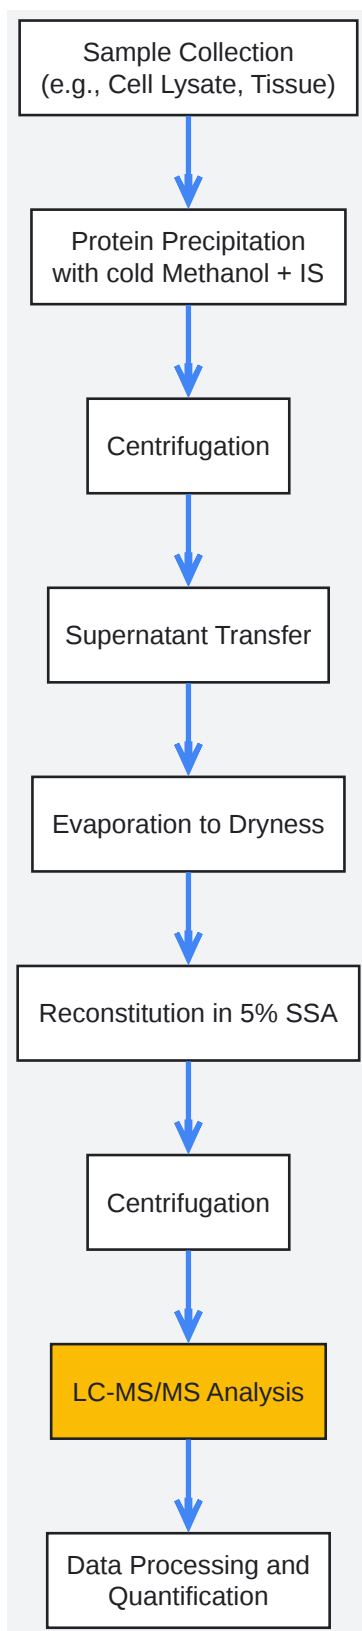 Sample Collection
(e.g., Cell Lysate, Tissue)
Protein Precipitation
with cold Methanol + IS
Centrifugation
Supernatant Transfer
Evaporation to Dryness
Reconstitution in 5% SSA
Centrifugation
LC-MS/MS Analysis
Data Processing and
Quantification